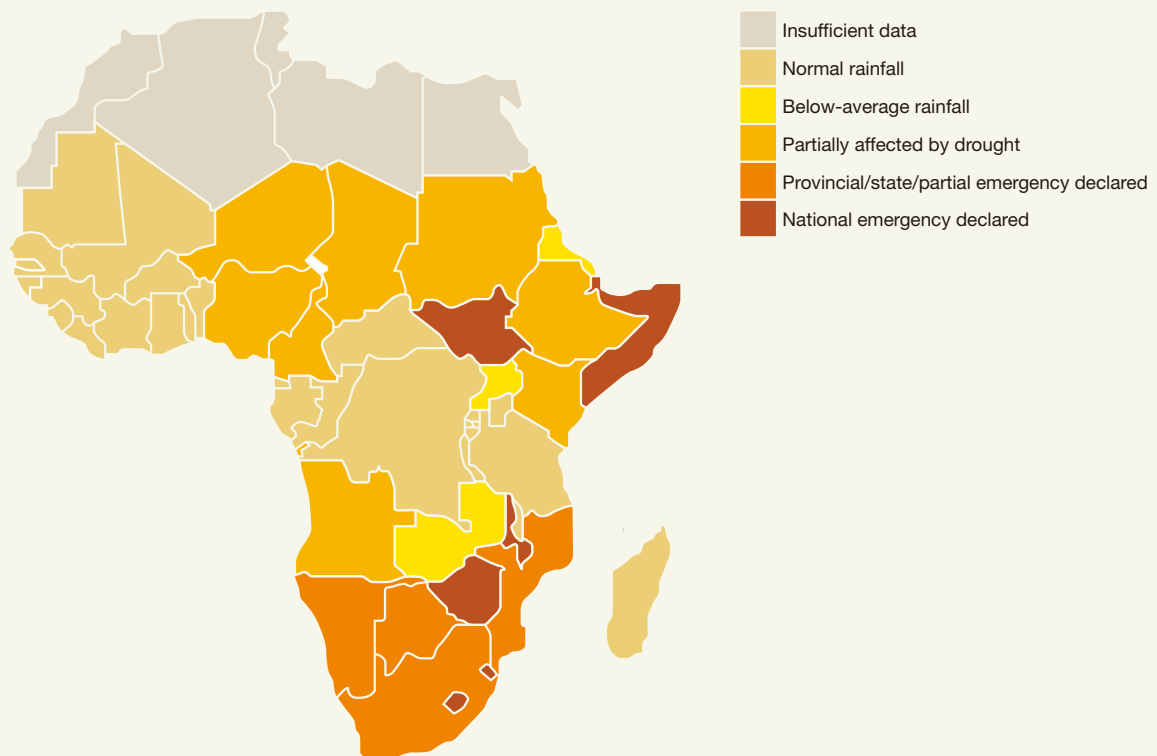 Insufficient data
Normal rainfall
Below-average rainfall
Partially affected by drought
Provincial/state/partial emergency declared
National emergency declared